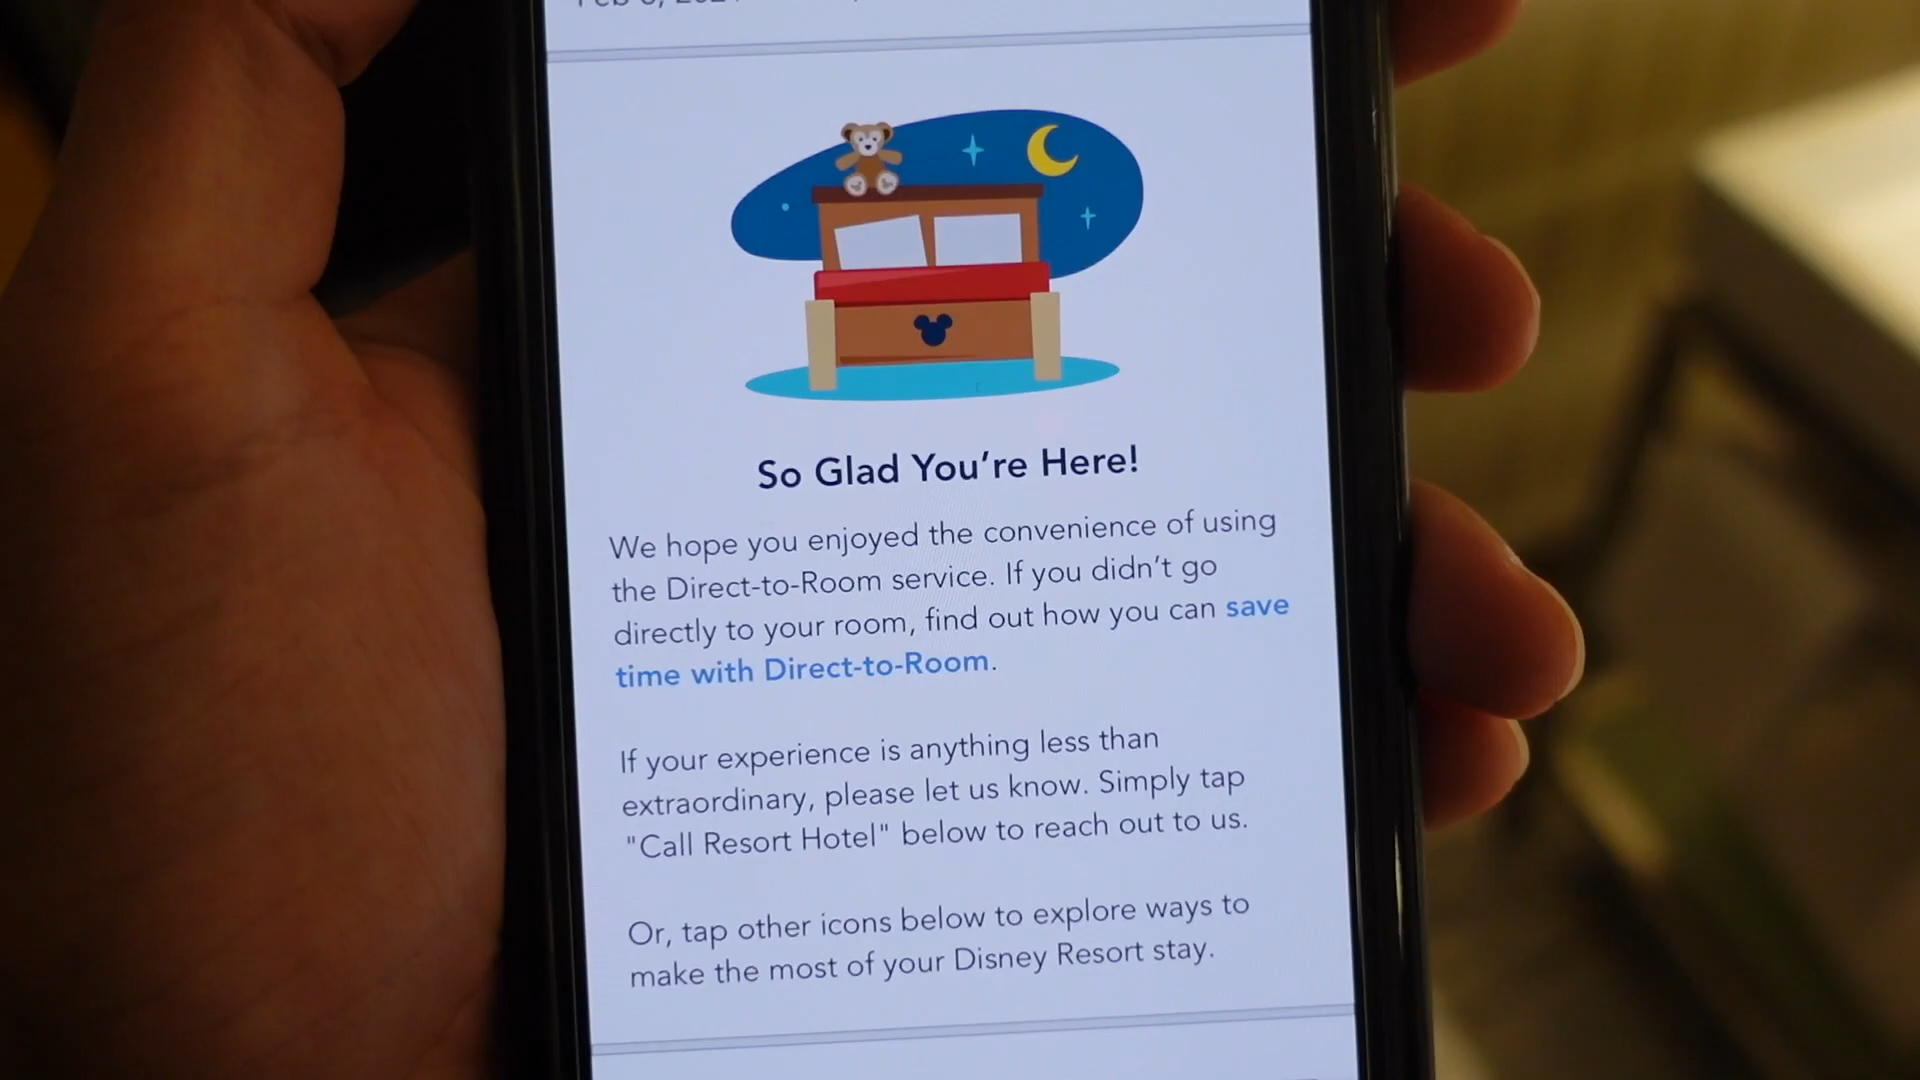 So Glad You're Here!
We hope you enjoyed the convenience of using
the Direct-to-Room service. If you didn't go
directly to your room, find out how you can save
time with Direct-to-Room.
If your experience is anything less than
extraordinary, please let us know. Simply tap
"Call Resort Hotel" below to reach out to us.
Or, tap other icons below to explore ways to
make the most of your Disney Resort stay.